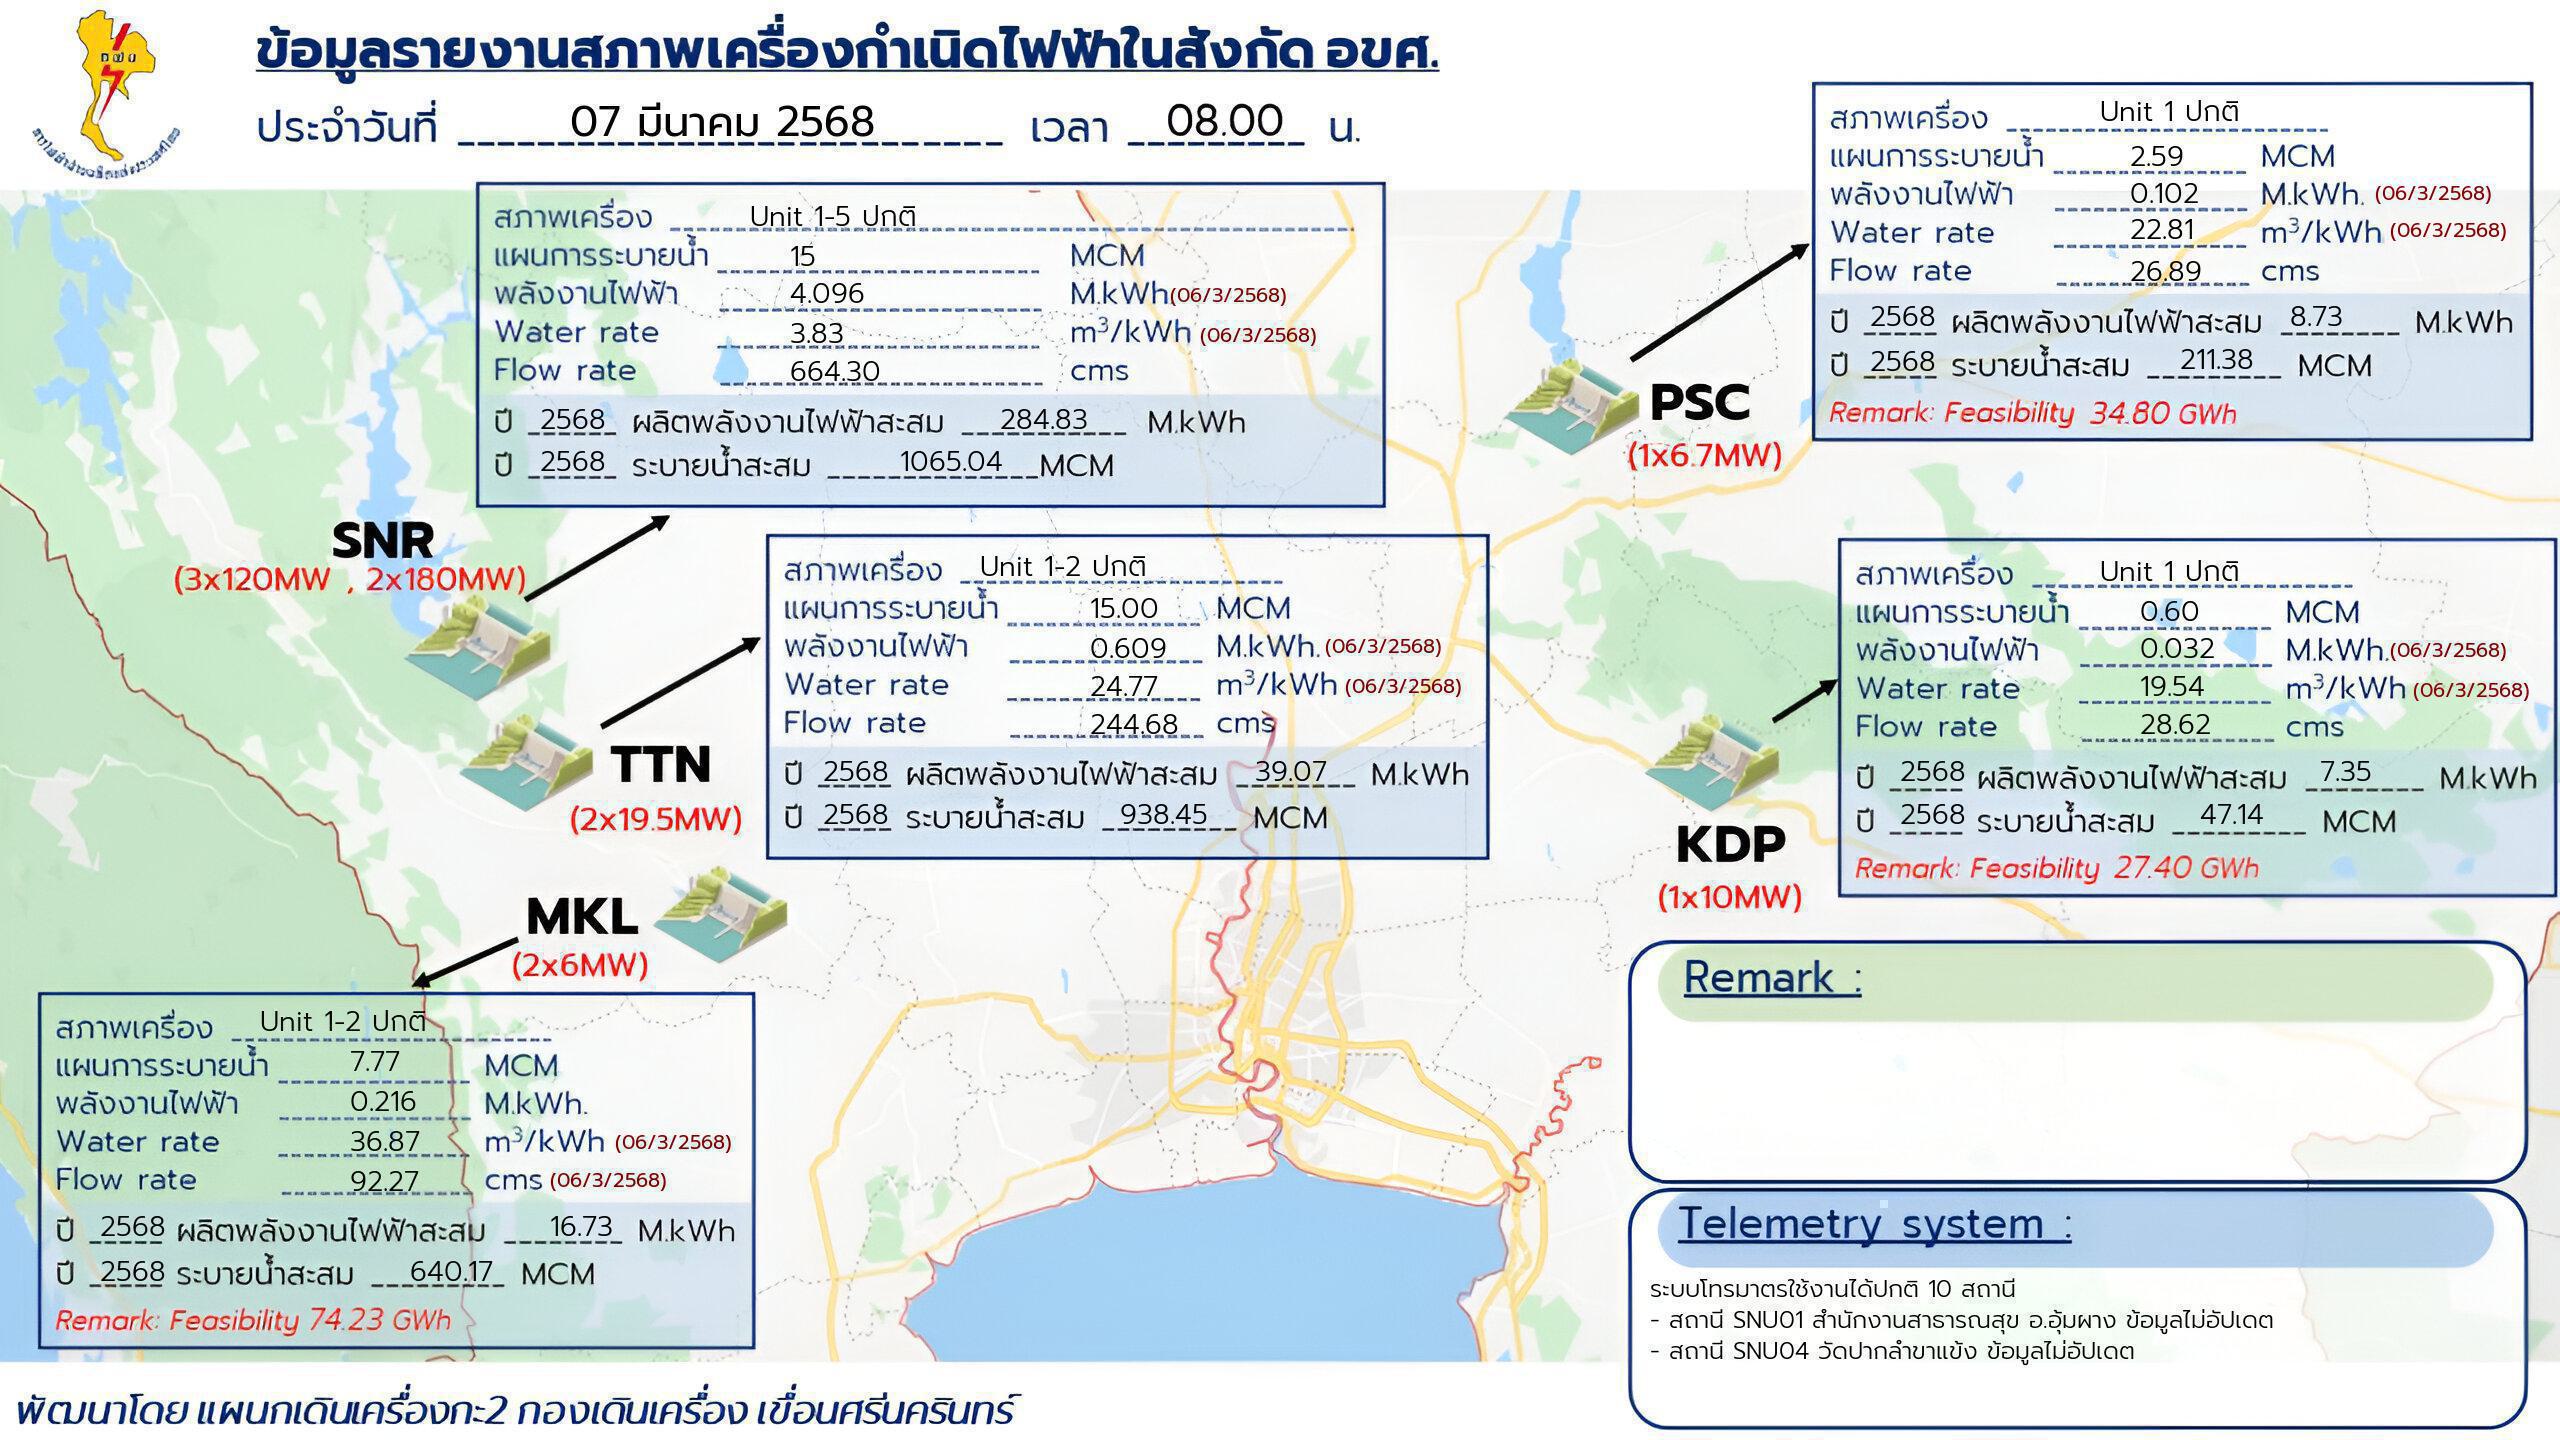 กฟผ
การไฟฟ้าฝ่ายผลิตแห่งประเทศไทย
ข้อมูลรายงานสภาพเครื่องกำเนิดไฟฟ้าในสังกัด อขศ.
ประจำวันที่ 07 มีนาคม 2568 เวลา 08.00 น.
สภาพเครื่อง Unit 1 ปกติ
แผนการระบายน้ำ 2.59 MCM
พลังงานไฟฟ้า 0.102 M.kWh. (06/3/2568)
Water rate 22.81 m³/kWh (06/3/2568)
Flow rate 26.89 cms
ปี 2568 ผลิตพลังงานไฟฟ้าสะสม 8.73 M.kWh
ปี 2568 ระบายน้ำสะสม 211.38 MCM
Remark: Feasibility 34.80 GWh
PSC
(1x6.7MW)
สภาพเครื่อง Unit 1-5 ปกติ
แผนการระบายน้ำ 15 MCM
พลังงานไฟฟ้า 4.096 M.kWh(06/3/2568)
Water rate 3.83 m³/kWh (06/3/2568)
Flow rate 664.30 cms
ปี 2568 ผลิตพลังงานไฟฟ้าสะสม 284.83 M.kWh
ปี 2568 ระบายน้ำสะสม 1065.04 MCM
SNR
(3x120MW , 2x180MW)
สภาพเครื่อง Unit 1-2 ปกติ
แผนการระบายน้ำ 15.00 MCM
พลังงานไฟฟ้า 0.609 M.kWh. (06/3/2568)
Water rate 24.77 m³/kWh (06/3/2568)
Flow rate 244.68 cms
ปี 2568 ผลิตพลังงานไฟฟ้าสะสม 39.07 M.kWh
ปี 2568 ระบายน้ำสะสม 938.45 MCM
TTN
(2x19.5MW)
สภาพเครื่อง Unit 1 ปกติ
แผนการระบายน้ำ 0.60 MCM
พลังงานไฟฟ้า 0.032 M.kWh.(06/3/2568)
Water rate 19.54 m³/kWh (06/3/2568)
Flow rate 28.62 cms
ปี 2568 ผลิตพลังงานไฟฟ้าสะสม 7.35 M.kWh
ปี 2568 ระบายน้ำสะสม 47.14 MCM
Remark: Feasibility 27.40 GWh
KDP
(1x10MW)
MKL
(2x6MW)
สภาพเครื่อง Unit 1-2 ปกติ
แผนการระบายน้ำ 7.77 MCM
พลังงานไฟฟ้า 0.216 M.kWh.
Water rate 36.87 m³/kWh (06/3/2568)
Flow rate 92.27 cms (06/3/2568)
ปี 2568 ผลิตพลังงานไฟฟ้าสะสม 16.73 M.kWh
ปี 2568 ระบายน้ำสะสม 640.17 MCM
Remark: Feasibility 74.23 GWh
Remark :
Telemetry system :
ระบบโทรมาตรใช้งานได้ปกติ 10 สถานี
- สถานี SNU01 สำนักงานสาธารณสุข อ.อุ้มผาง ข้อมูลไม่อัปเดต
- สถานี SNU04 วัดปากลำขาแข้ง ข้อมูลไม่อัปเดต
พัฒนาโดย แผนกเดินเครื่องกะ2 กองเดินเครื่อง เขื่อนศรีนครินทร์